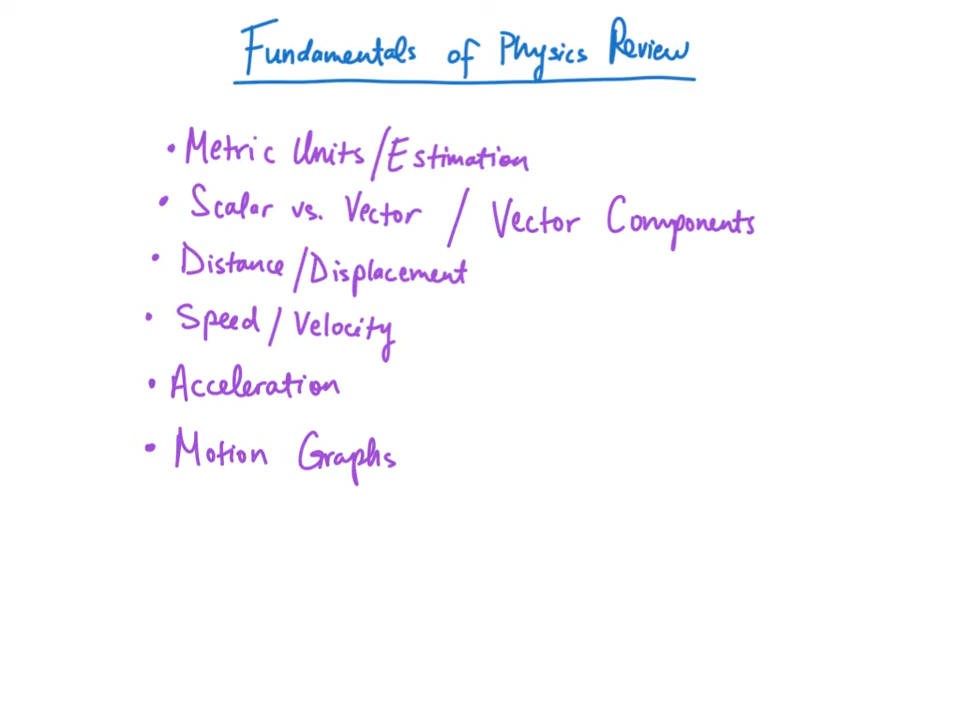 Fundamentals of Physics Review
• Metric Units/Estimation
• Scalar vs. Vector / Vector Components
• Distance/Displacement
• Speed/Velocity
• Acceleration
• Motion Graphs